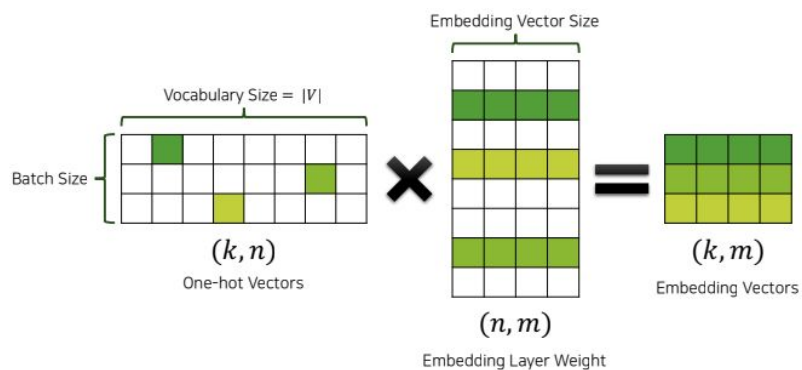 Embedding Vector Size
Vocabulary Size = |V|
Batch Size
(k, n)
One-hot Vectors
(n, m)
Embedding Layer Weight
(k, m)
Embedding Vectors